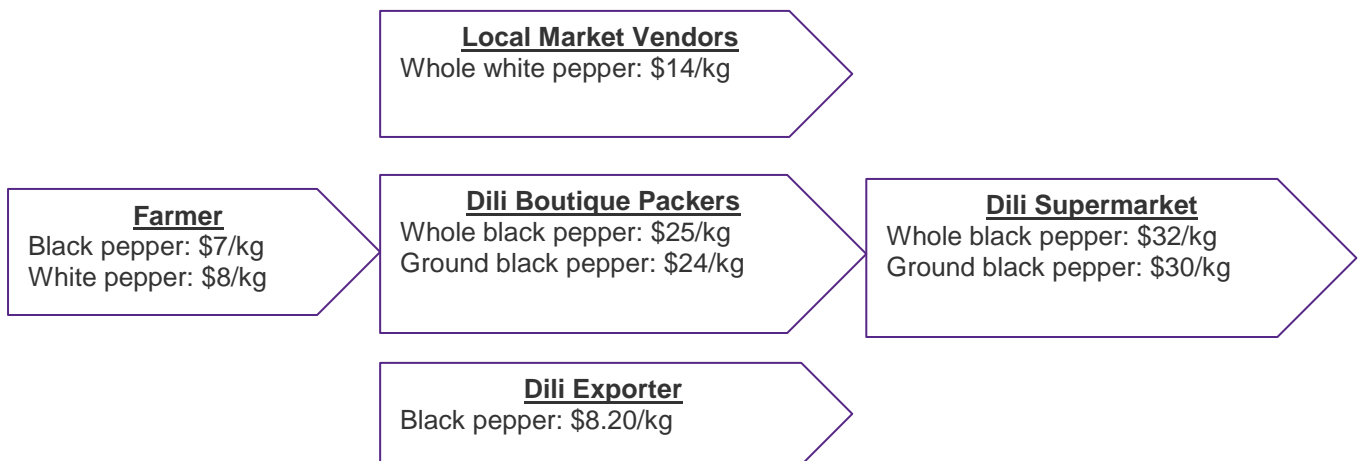 Local Market Vendors
Whole white pepper: $14/kg
Farmer
Black pepper: $7/kg
White pepper: $8/kg
Dili Boutique Packers
Whole black pepper: $25/kg
Ground black pepper: $24/kg
Dili Supermarket
Whole black pepper: $32/kg
Ground black pepper: $30/kg
Dili Exporter
Black pepper: $8.20/kg